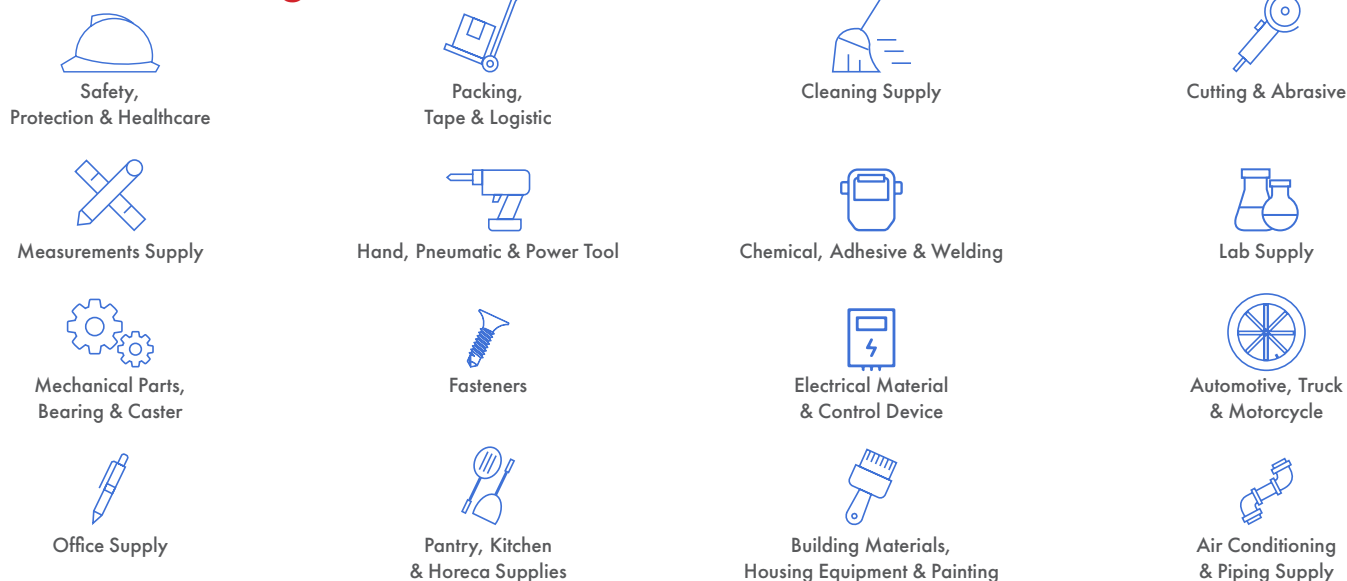 Safety,
Protection & Healthcare
Packing,
Tape & Logistic
Cleaning Supply
Cutting & Abrasive
Measurements Supply
Hand, Pneumatic & Power Tool
Chemical, Adhesive & Welding
Lab Supply
Mechanical Parts,
Bearing & Caster
Fasteners
Electrical Material
& Control Device
Automotive, Truck
& Motorcycle
Office Supply
Pantry, Kitchen
& Horeca Supplies
Building Materials,
Housing Equipment & Painting
Air Conditioning
& Piping Supply